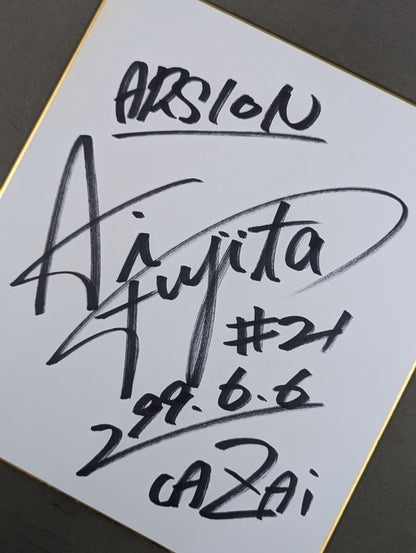 ARSION
Ai
Fujita
#21
'99.6.6
CAZAi